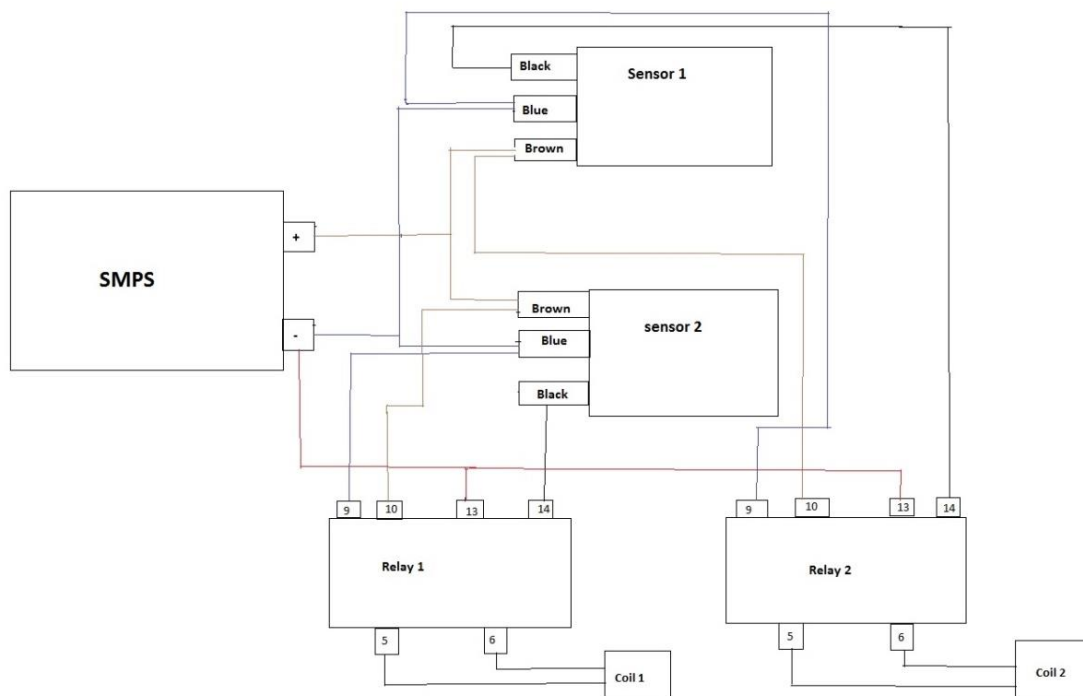 Black
Sensor 1
Blue
Brown
+
SMPS
-
Brown
sensor 2
Blue
Black
9
10
13
14
9
10
13
14
Relay 1
Relay 2
5
6
5
6
Coil 1
Coil 2